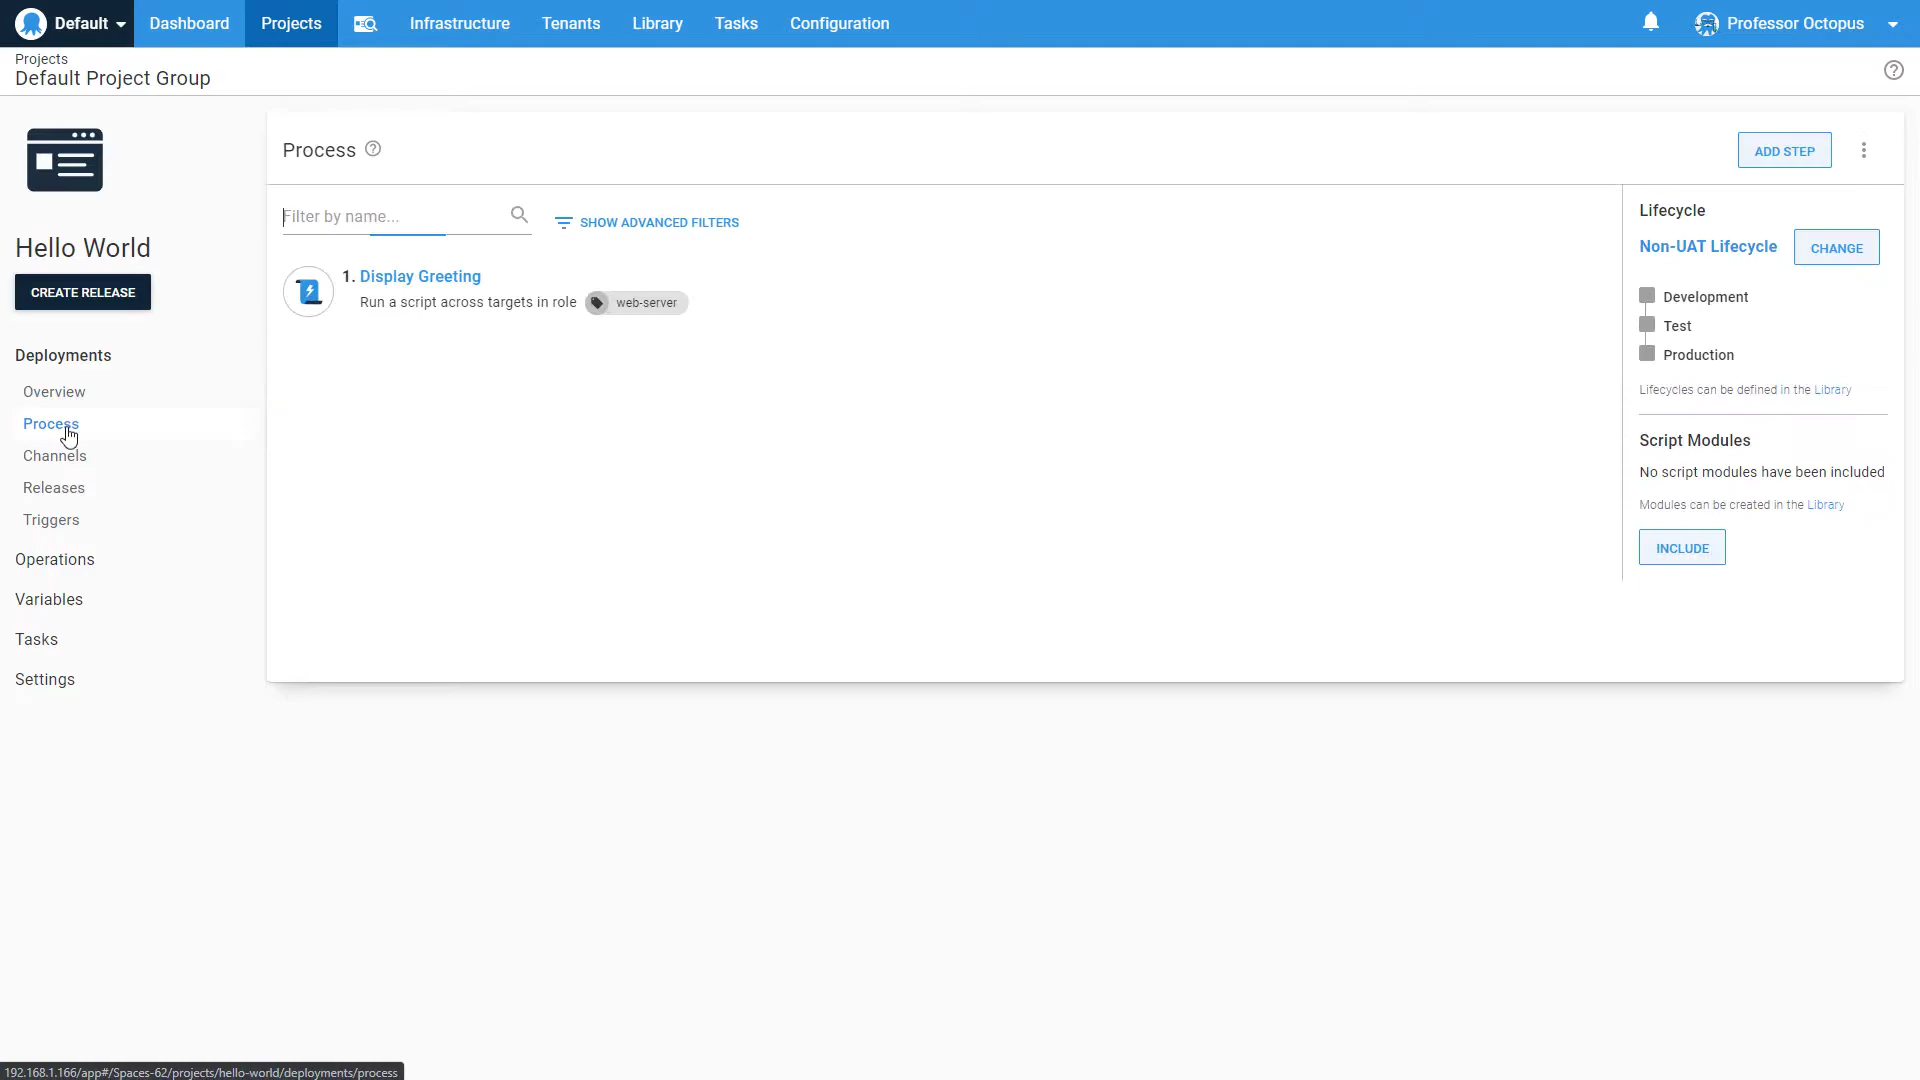 Default
Dashboard
Projects
Infrastructure
Tenants
Library
Tasks
Configuration
Professor Octopus
Projects
Default Project Group
Hello World
CREATE RELEASE
Deployments
Overview
Process
Channels
Releases
Triggers
Operations
Variables
Tasks
Settings
Process
ADD STEP
Filter by name...
SHOW ADVANCED FILTERS
1. Display Greeting
Run a script across targets in role web-server
Lifecycle
Non-UAT Lifecycle
CHANGE
Development
Test
Production
Lifecycles can be defined in the Library
Script Modules
No script modules have been included
Modules can be created in the Library
INCLUDE
192.168.1.166/app#/Spaces-62/projects/hello-world/deployments/process